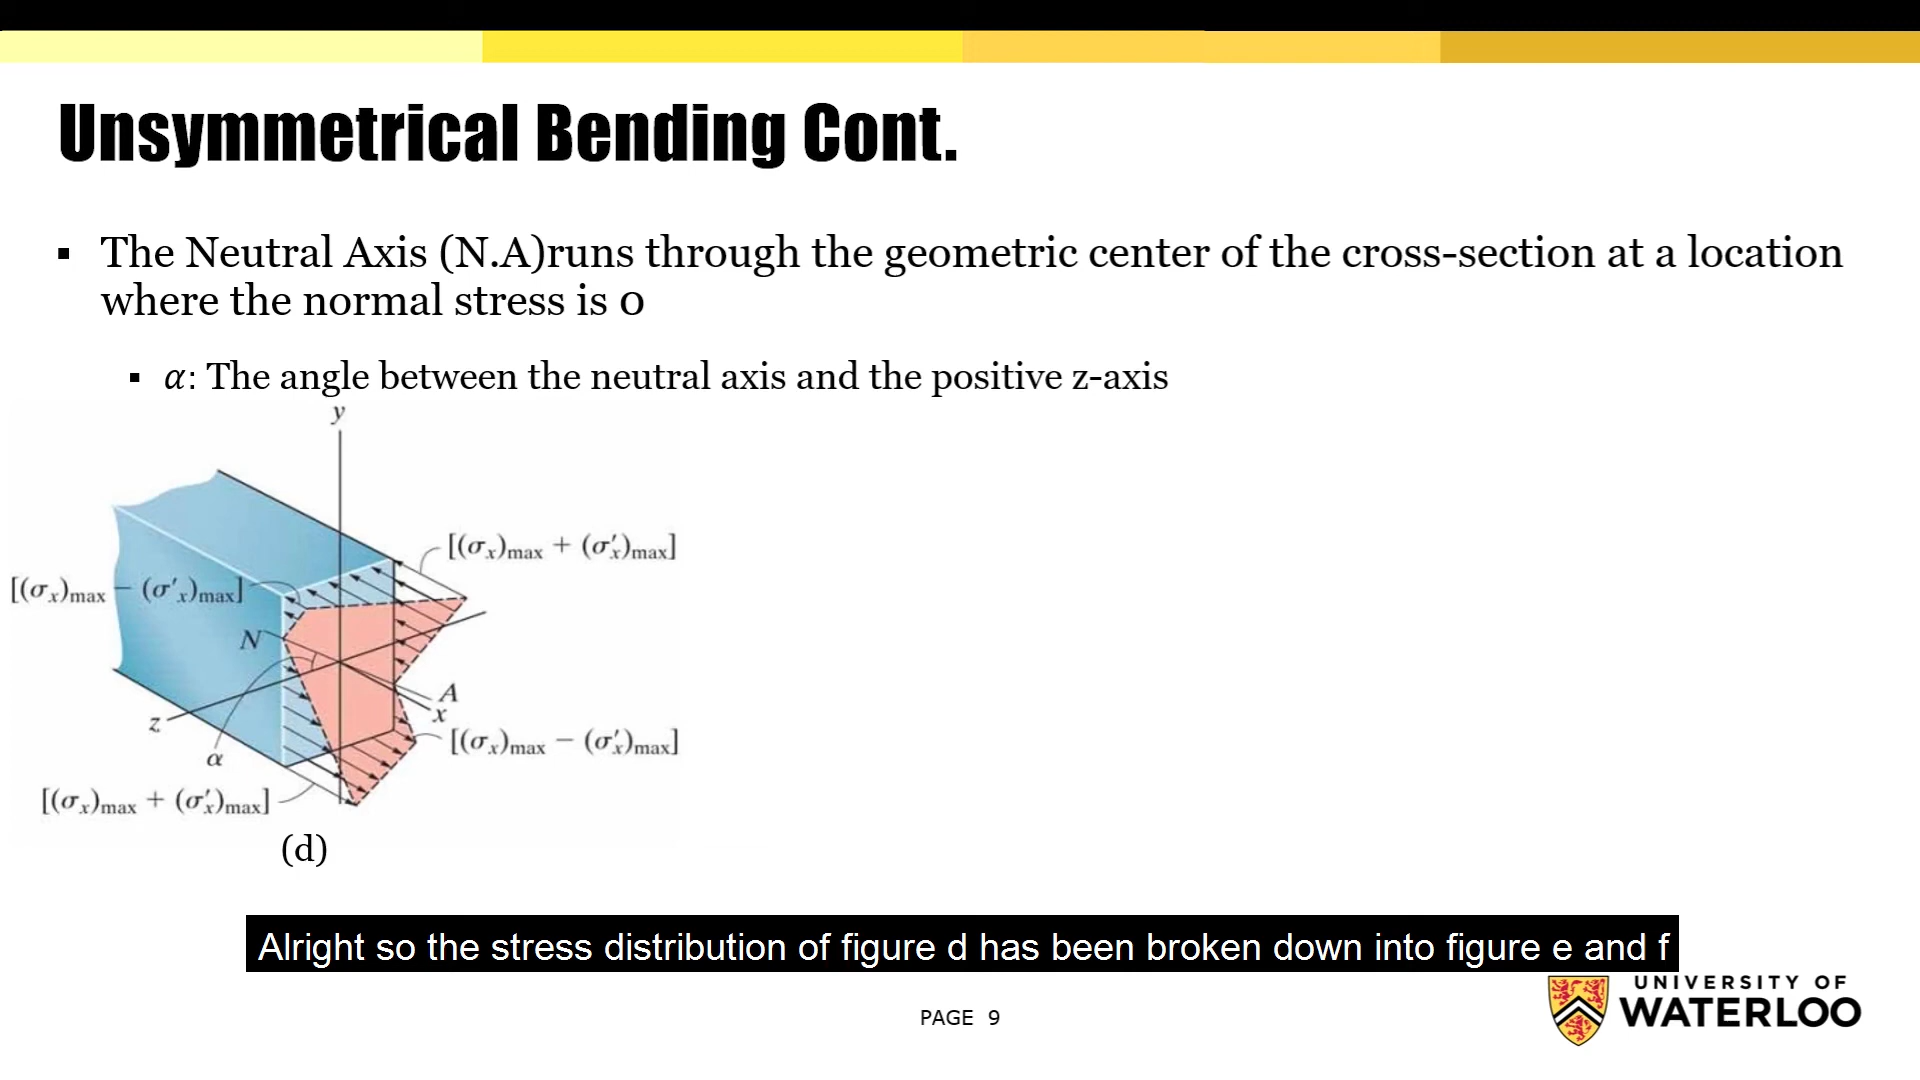 Unsymmetrical Bending Cont.
▪ The Neutral Axis (N.A)runs through the geometric center of the cross-section at a location
where the normal stress is 0
▪ α: The angle between the neutral axis and the positive z-axis
y
[(σx)max + (σ′x)max]
[(σx)max − (σ′x)max]
N
A
x
z
[(σx)max − (σ′x)max]
α
[(σx)max + (σ′x)max]
(d)
Alright so the stress distribution of figure d has been broken down into figure e and f
UNIVERSITY OF
WATERLOO
PAGE 9